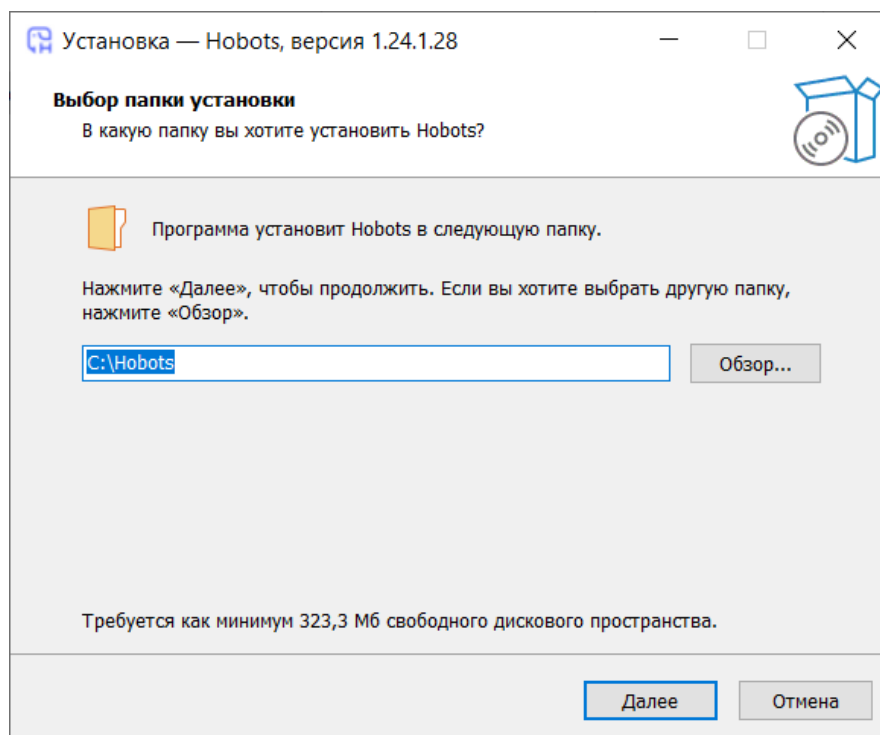 Установка — Hobots, версия 1.24.1.28
Выбор папки установки
В какую папку вы хотите установить Hobots?
Программа установит Hobots в следующую папку.
Нажмите «Далее», чтобы продолжить. Если вы хотите выбрать другую папку,
нажмите «Обзор».
C:\Hobots
Обзор...
Требуется как минимум 323,3 Мб свободного дискового пространства.
Далее
Отмена